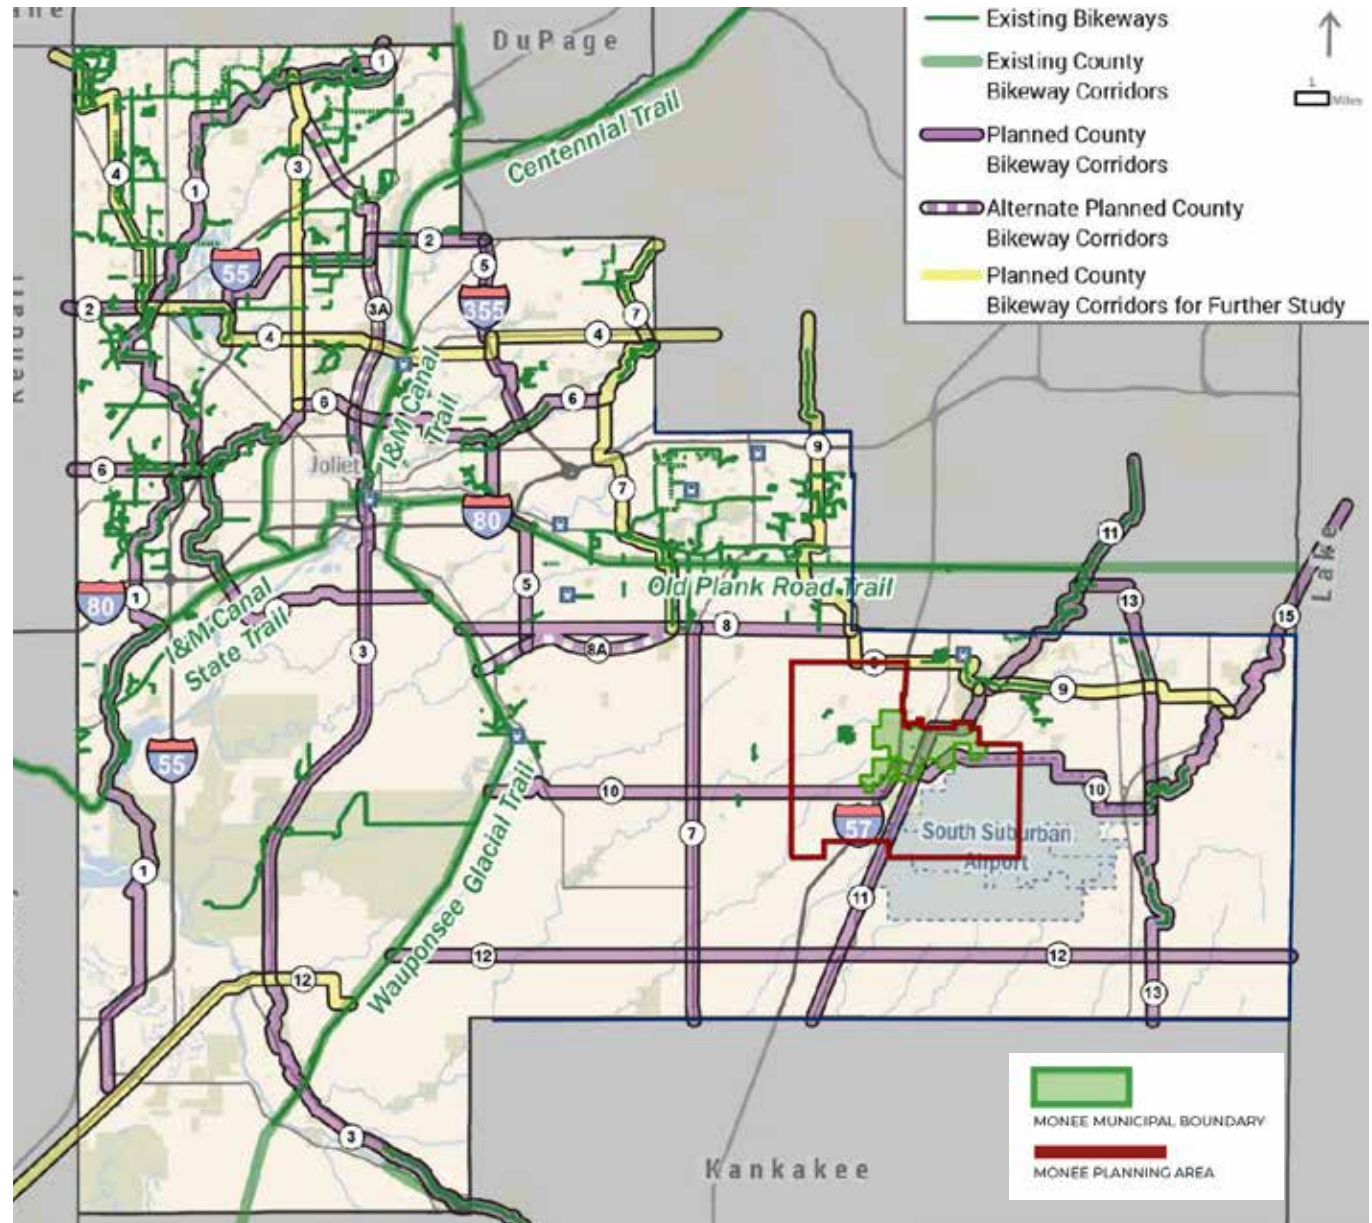 DuPage
Existing Bikeways
Existing County
Bikeway Corridors
Planned County
Bikeway Corridors
Alternate Planned County
Bikeway Corridors
Planned County
Bikeway Corridors for Further Study
1
Miles
Centennial Trail
1
4
1
3
2
5
55
355
2
3A
4
7
4
6
6
I&M Canal
Trail
9
Joliet
6
7
80
11
Lake
Old Plank Road Trail
5
80
1
13
15
I&M Canal
State Trail
8
8A
3
9
55
10
10
57
South Suburban
Airport
7
1
11
Wauponsee Glacial Trail
12
12
12
13
3
Kankakee
MONEE MUNICIPAL BOUNDARY
MONEE PLANNING AREA